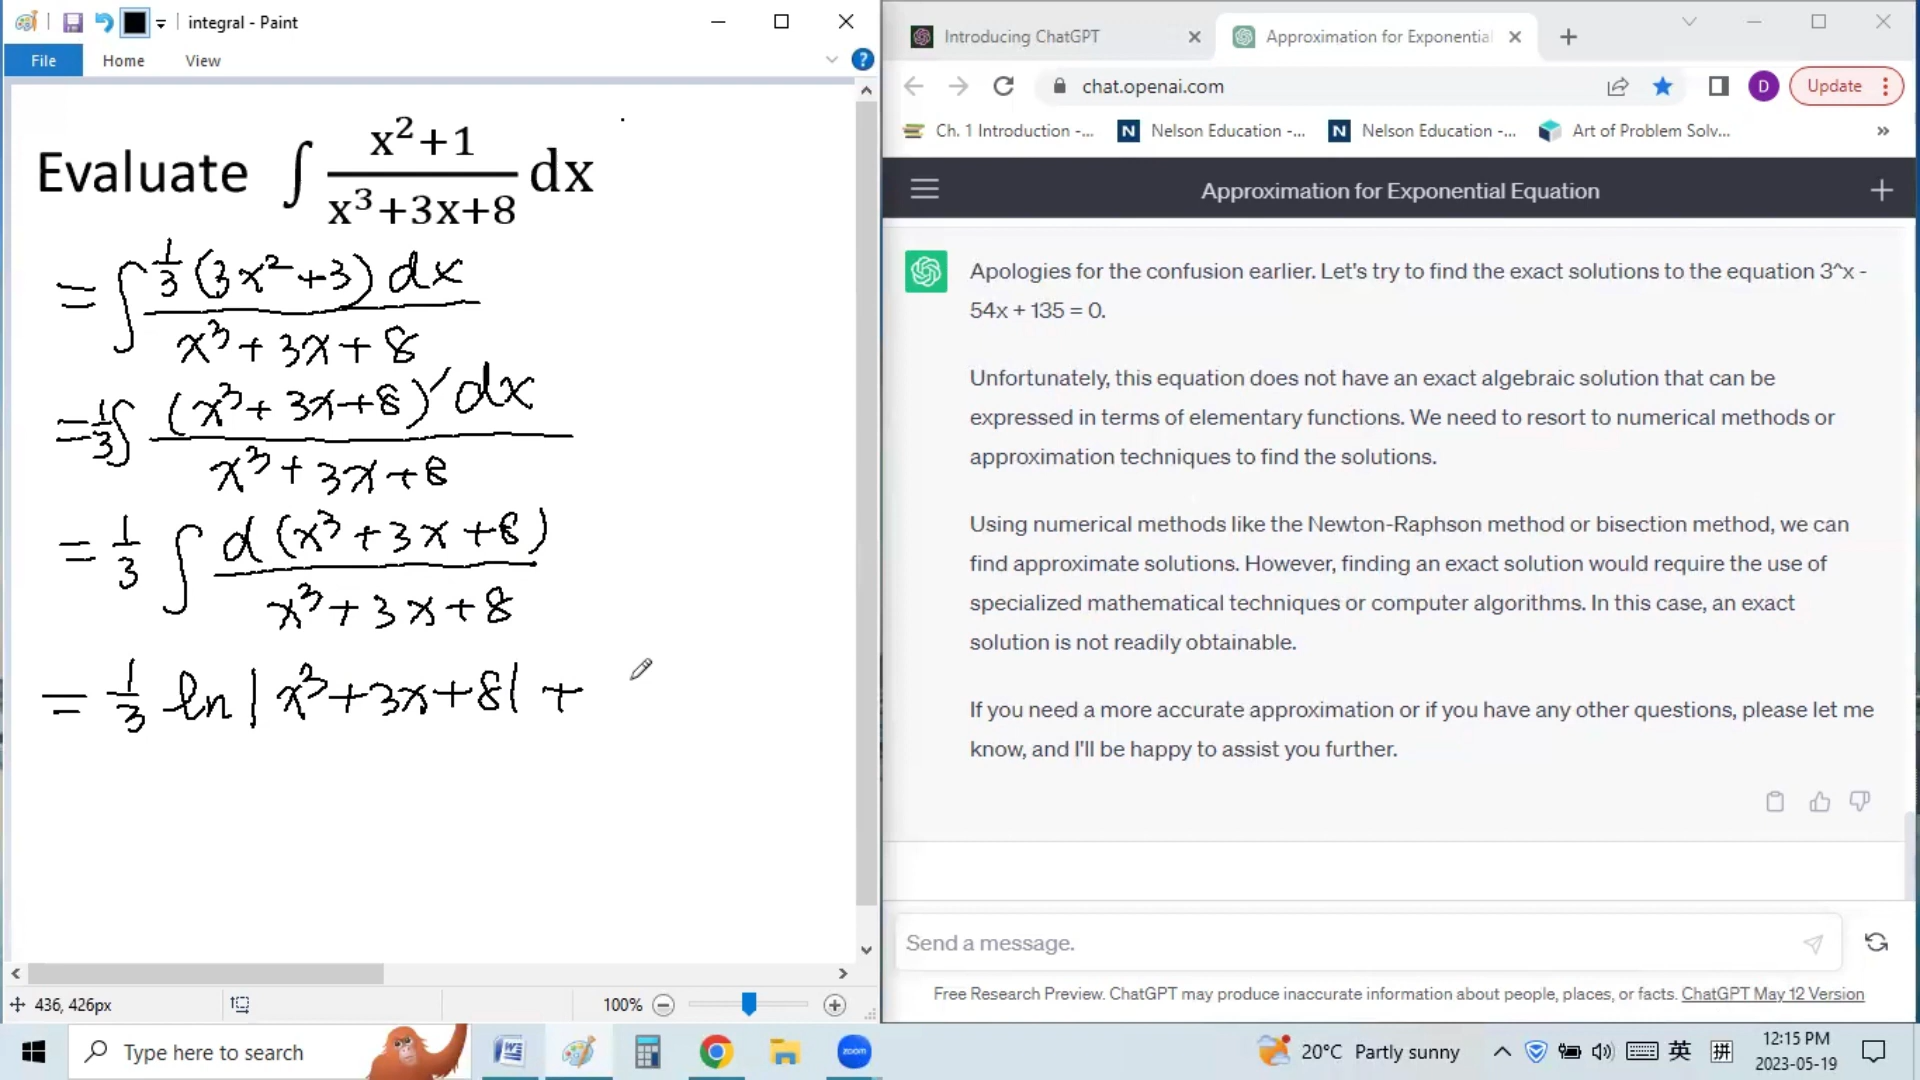 integral - Paint
File Home View
Evaluate ∫ x²+1 / x³+3x+8 dx
= ∫ 1/3 (3x²+3) dx / x³+3x+8
= 1/3 ∫ (x³+3x+8)' dx / x³+3x+8
= 1/3 ∫ d(x³+3x+8) / x³+3x+8
= 1/3 ln|x³+3x+8| +
436, 426px 100%
Introducing ChatGPT Approximation for Exponential
chat.openai.com D Update
Ch. 1 Introduction -... N Nelson Education -... N Nelson Education -... Art of Problem Solv... »
Approximation for Exponential Equation
Apologies for the confusion earlier. Let's try to find the exact solutions to the equation 3^x -
54x + 135 = 0.
Unfortunately, this equation does not have an exact algebraic solution that can be
expressed in terms of elementary functions. We need to resort to numerical methods or
approximation techniques to find the solutions.
Using numerical methods like the Newton-Raphson method or bisection method, we can
find approximate solutions. However, finding an exact solution would require the use of
specialized mathematical techniques or computer algorithms. In this case, an exact
solution is not readily obtainable.
If you need a more accurate approximation or if you have any other questions, please let me
know, and I'll be happy to assist you further.
Send a message.
Free Research Preview. ChatGPT may produce inaccurate information about people, places, or facts. ChatGPT May 12 Version
Type here to search zoom 20°C Partly sunny 英 拼 12:15 PM
2023-05-19